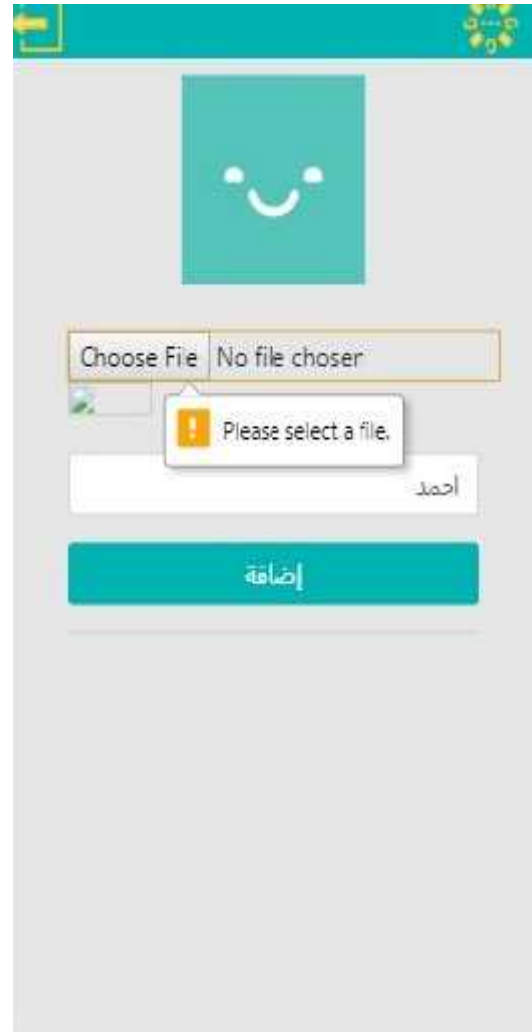 Choose File No file chosen
Please select a file.
احمد
إضافة